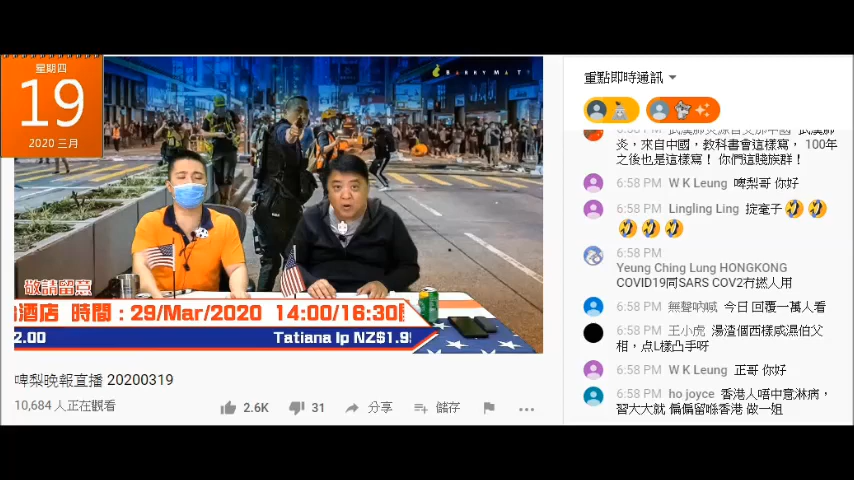 星期四
19
2020 三月
BARRYMATT
敬請留意
酒店 時間：29/Mar/2020 14:00/16:30
2.00 Tatiana Ip NZ$1.9
啤梨晚報直播 20200319
10,684 人正在觀看
2.6K 31 分享 儲存
重點即時通訊
炎，來自中國，教科書會這樣寫， 100年
之後也是這樣寫！ 你們這賤族群！
6:58 PM W K Leung 啤梨哥 你好
6:58 PM Lingling Ling 掟毫子🤣🤣
🤣🤣🤣
6:58 PM
Yeung Ching Lung HONGKONG
COVID19同SARS COV2冇撚人用
6:58 PM 無聲吶喊 今日 回覆一萬人看
6:58 PM 王小虎 湯渣個西樣咸濕伯父
相，点L樣凸手呀
6:58 PM W K Leung 正哥 你好
6:58 PM ho joyce 香港人唔中意淋病，
習大大就 偏偏留喺香港 做一姐